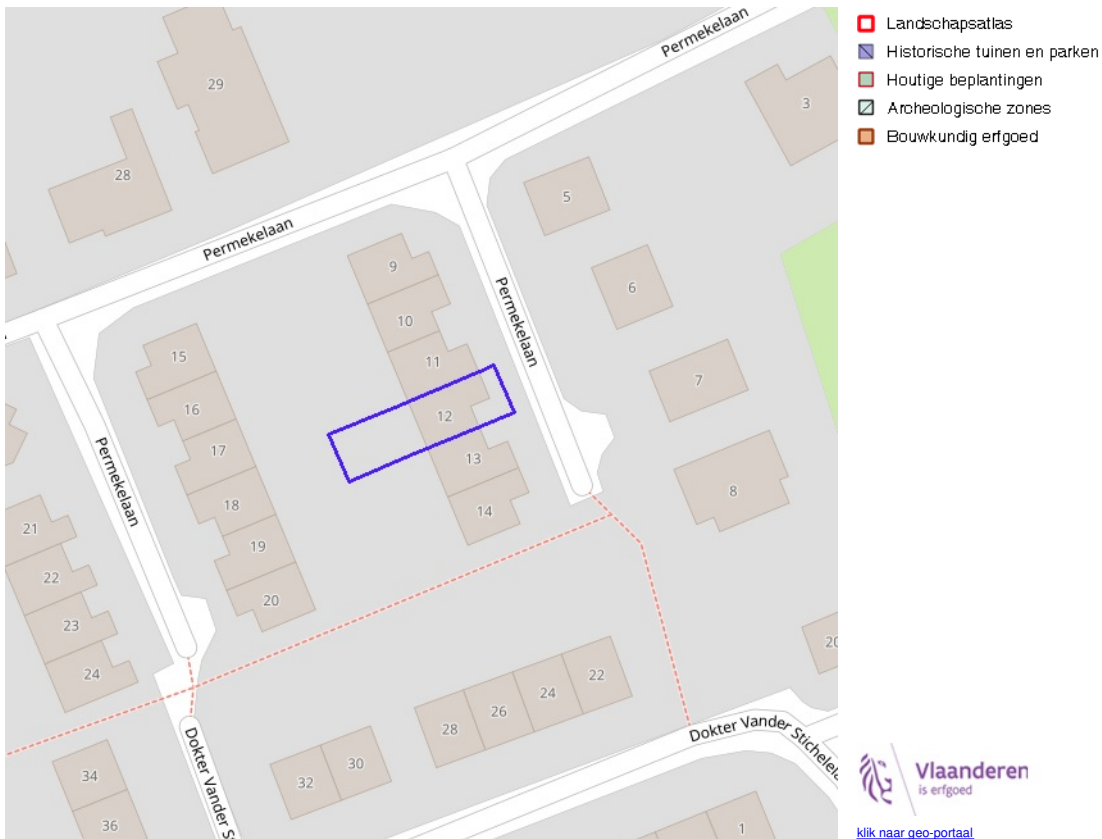 Permekelaan
29
3
28
5
Permekelaan
9
6
Permekelaan
10
15
11
7
16
12
17
13
Permekelaan
8
18
14
21
19
22
20
23
20
24
22
24
26
28
Dokter Vander Stichelela
30
32
Dokter Vander St
34
36
1
Landschapsatlas
Historische tuinen en parken
Houtige beplantingen
Archeologische zones
Bouwkundig erfgoed
Vlaanderen
is erfgoed
klik naar geo-portaal